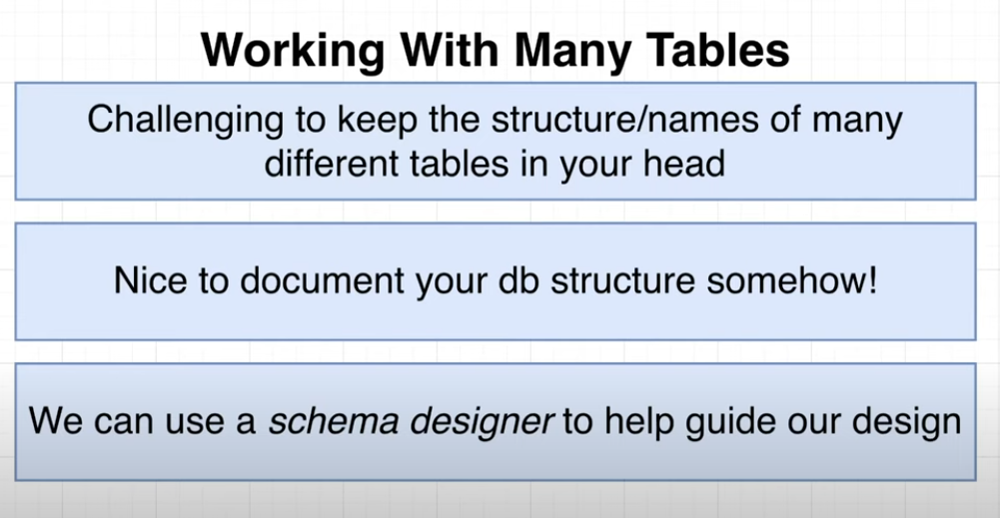 Working With Many Tables
Challenging to keep the structure/names of many
different tables in your head
Nice to document your db structure somehow!
We can use a schema designer to help guide our design